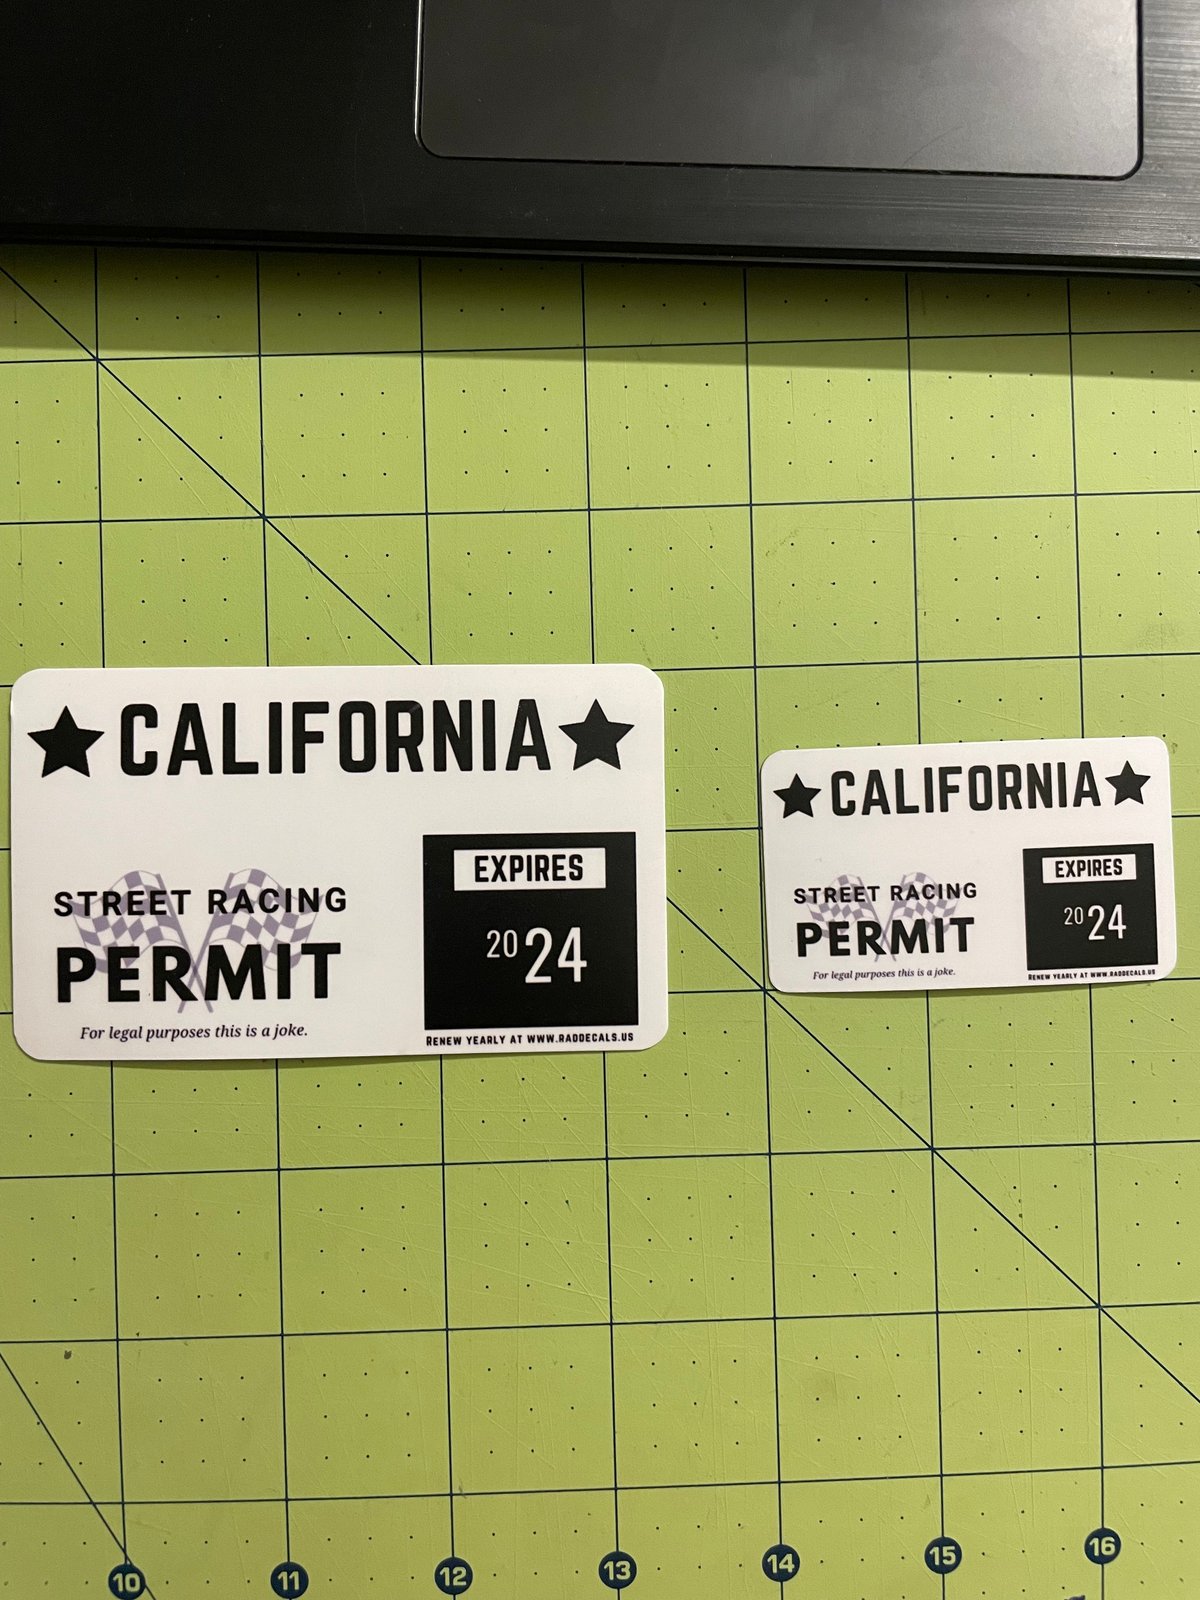 ★ CALIFORNIA ★
STREET RACING
PERMIT
For legal purposes this is a joke.
EXPIRES
2024
RENEW YEARLY AT WWW.RADDECALS.US
★ CALIFORNIA ★
STREET RACING
PERMIT
For legal purposes this is a joke.
EXPIRES
2024
RENEW YEARLY AT WWW.RADDECALS.US
10 11 12 13 14 15 16